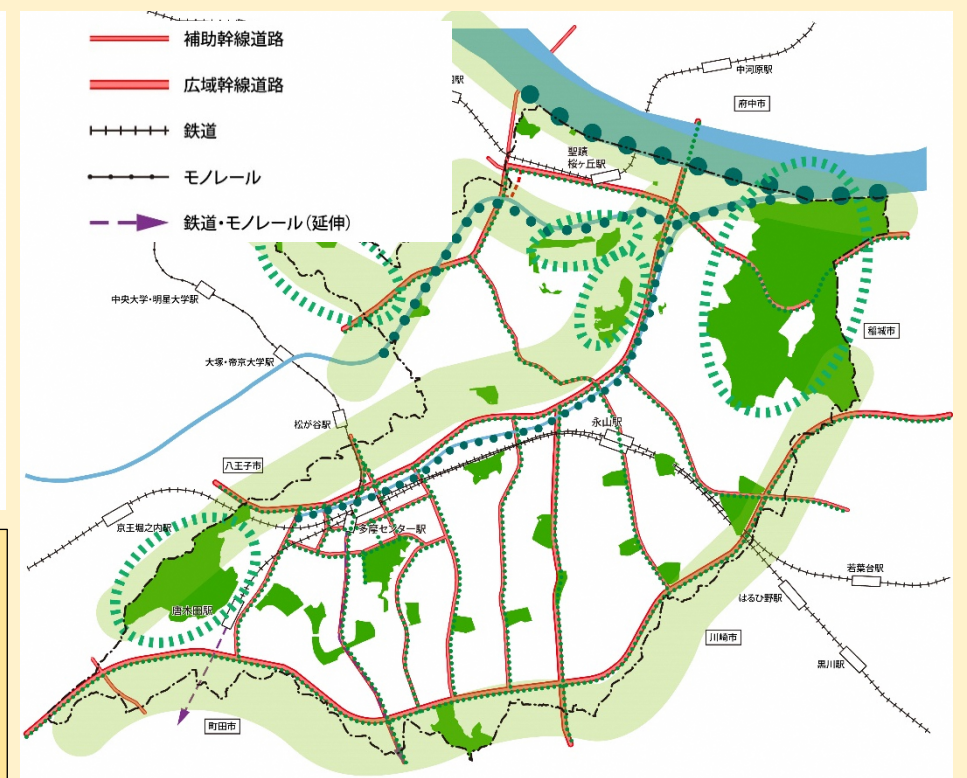 補助幹線道路
広域幹線道路
鉄道
モノレール
鉄道・モノレール(延伸)
中河原駅
府中市
駅
聖蹟
桜ヶ丘駅
中央大学・明星大学駅
大塚・帝京大学駅
稲城市
松が谷駅
永山駅
八王子市
京王堀之内駅
多摩センター駅
若葉台駅
はるひ野駅
唐木田駅
川崎市
黒川駅
町田市